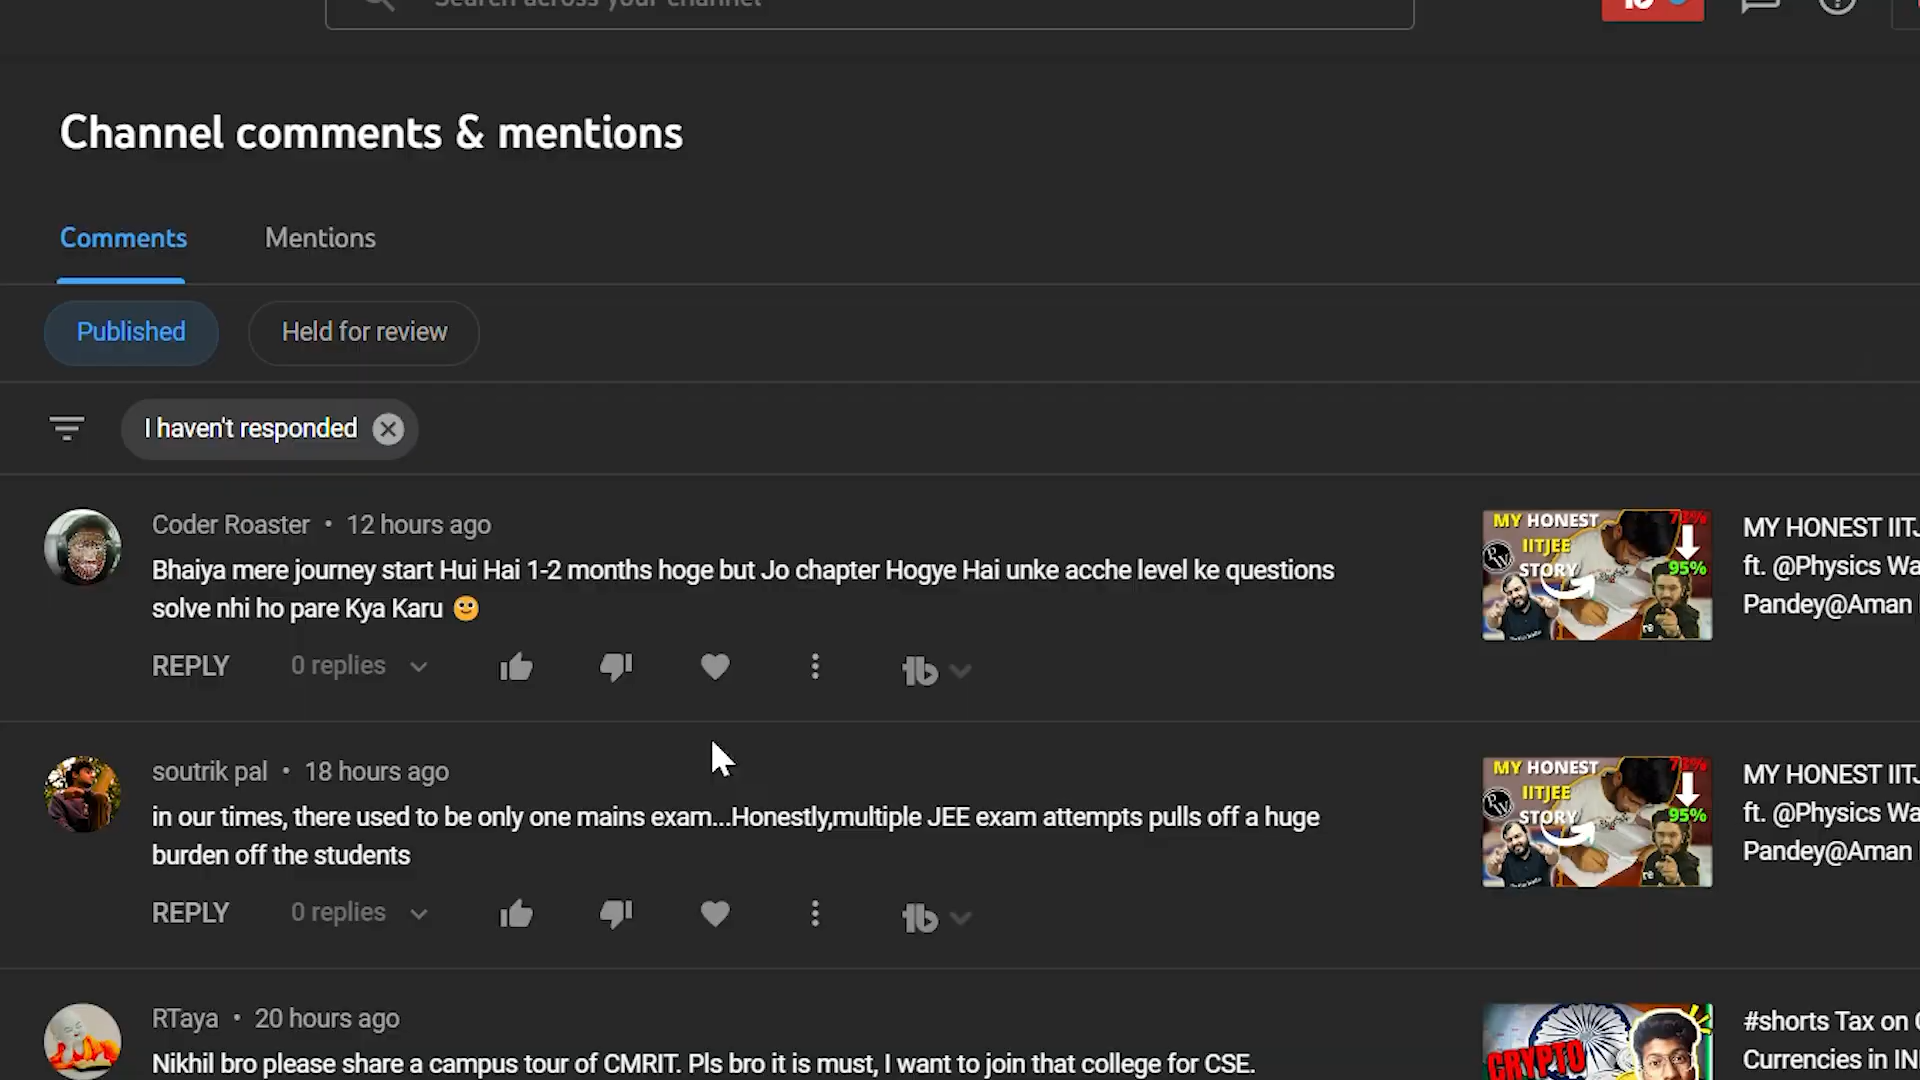 Search across your channel
Channel comments & mentions
Comments
Mentions
Published
Held for review
I haven't responded
Coder Roaster • 12 hours ago
Bhaiya mere journey start Hui Hai 1-2 months hoge but Jo chapter Hogye Hai unke acche level ke questions
solve nhi ho pare Kya Karu 🙂
REPLY
0 replies
MY HONEST
IITJEE
STORY
95%
MY HONEST IITJ
ft. @Physics Wa
Pandey@Aman
soutrik pal • 18 hours ago
in our times, there used to be only one mains exam...Honestly,multiple JEE exam attempts pulls off a huge
burden off the students
REPLY
0 replies
MY HONEST
IITJEE
STORY
95%
MY HONEST IITJ
ft. @Physics Wa
Pandey@Aman
RTaya • 20 hours ago
Nikhil bro please share a campus tour of CMRIT. Pls bro it is must, I want to join that college for CSE.
CRYPTO
#shorts Tax on C
Currencies in IN